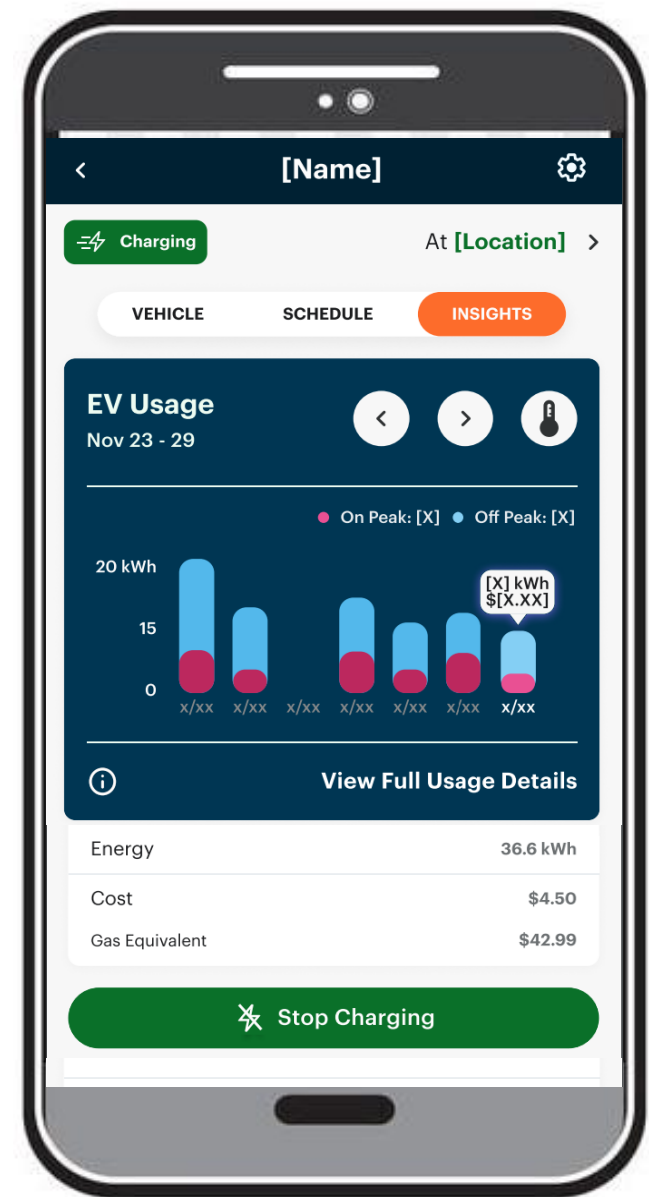 [Name]
Charging
At [Location]
VEHICLE SCHEDULE INSIGHTS
EV Usage
Nov 23 - 29
On Peak: [X] Off Peak: [X]
20 kWh
[X] kWh
$[X.XX]
15
0
x/xx x/xx x/xx x/xx x/xx x/xx x/xx
View Full Usage Details
Energy 36.6 kWh
Cost $4.50
Gas Equivalent $42.99
Stop Charging